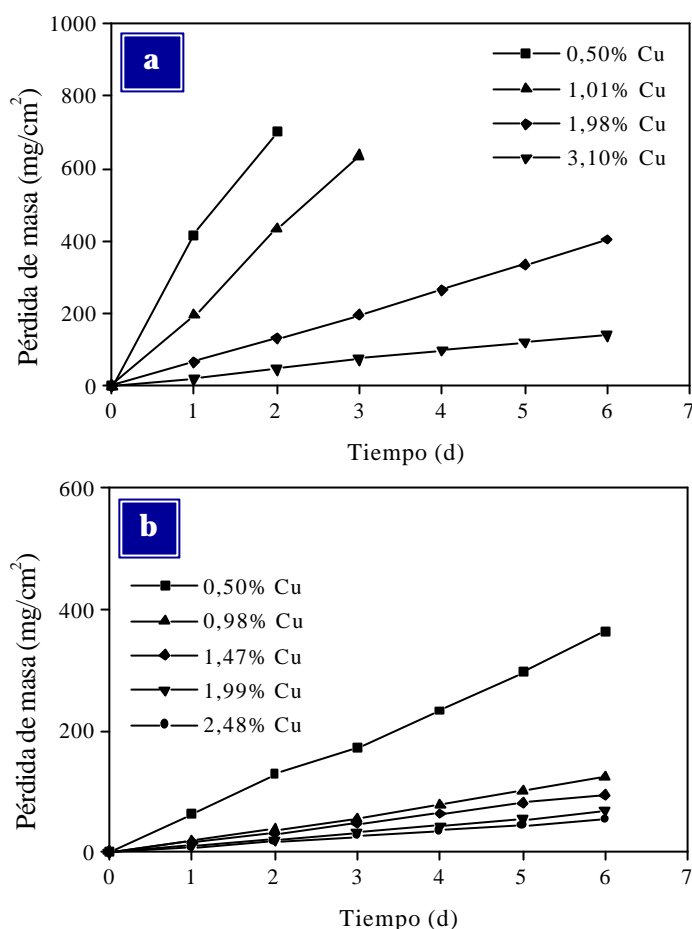 a
1000
800
600
400
200
0
0 1 2 3 4 5 6 7
Pérdida de masa (mg/cm²)
Tiempo (d)
0,50% Cu
1,01% Cu
1,98% Cu
3,10% Cu
b
600
400
200
0
0 1 2 3 4 5 6 7
Pérdida de masa (mg/cm²)
Tiempo (d)
0,50% Cu
0,98% Cu
1,47% Cu
1,99% Cu
2,48% Cu